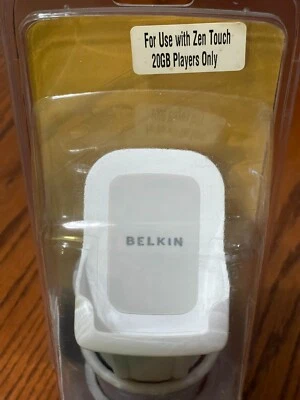 For Use with Zen Touch
20GB Players Only
BELKIN